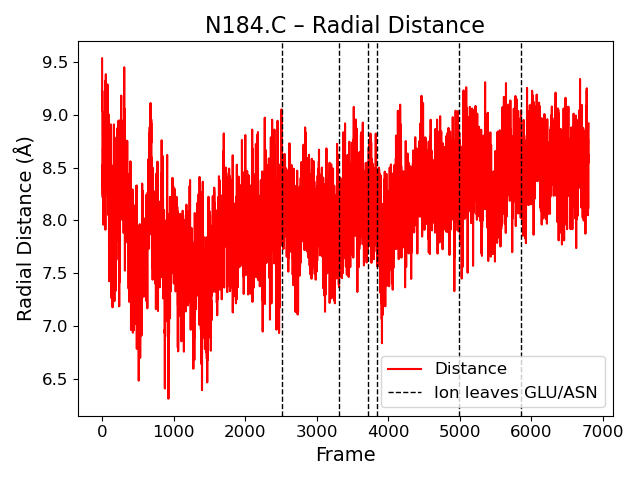 N184.C – Radial Distance
Radial Distance (Å)
9.5
9.0
8.5
8.0
7.5
7.0
6.5
0 1000 2000 3000 4000 5000 6000 7000
Frame
Distance
Ion leaves GLU/ASN